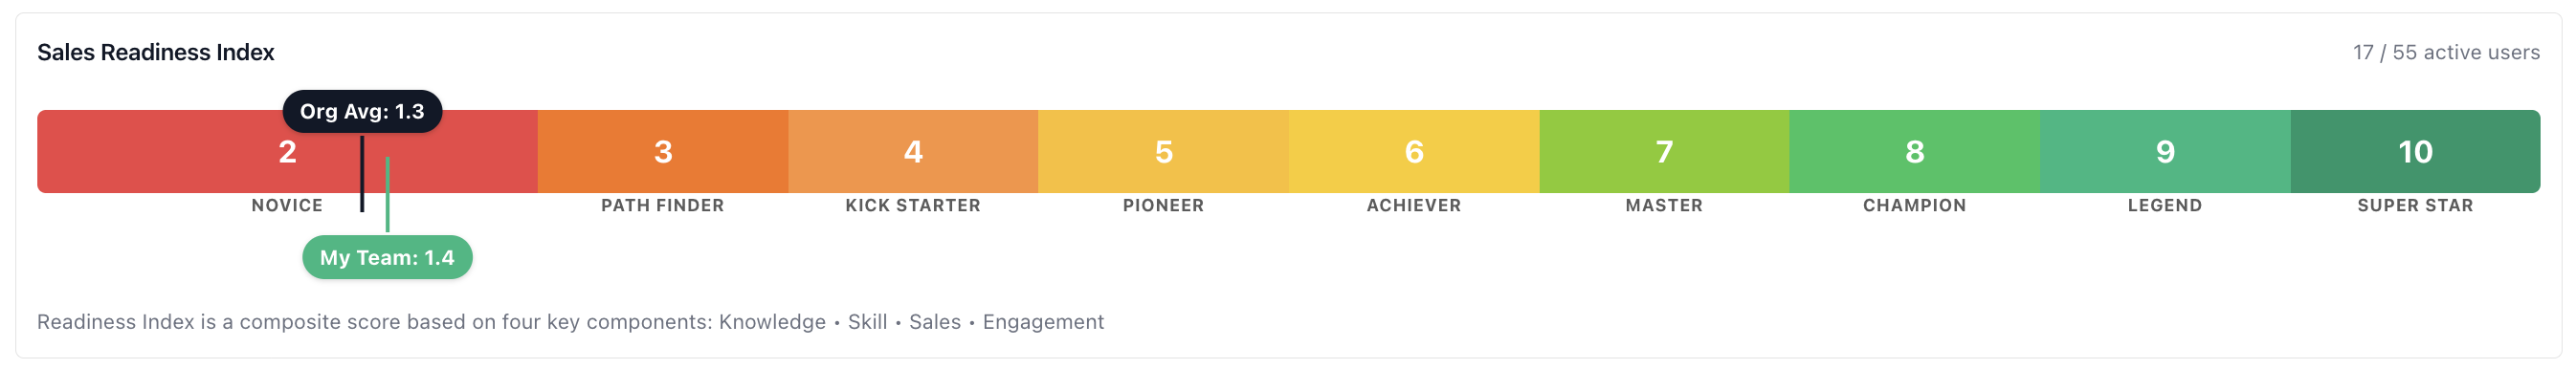 Sales Readiness Index
17 / 55 active users
Org Avg: 1.3
2 3 4 5 6 7 8 9 10
NOVICE PATH FINDER KICK STARTER PIONEER ACHIEVER MASTER CHAMPION LEGEND SUPER STAR
My Team: 1.4
Readiness Index is a composite score based on four key components: Knowledge • Skill • Sales • Engagement